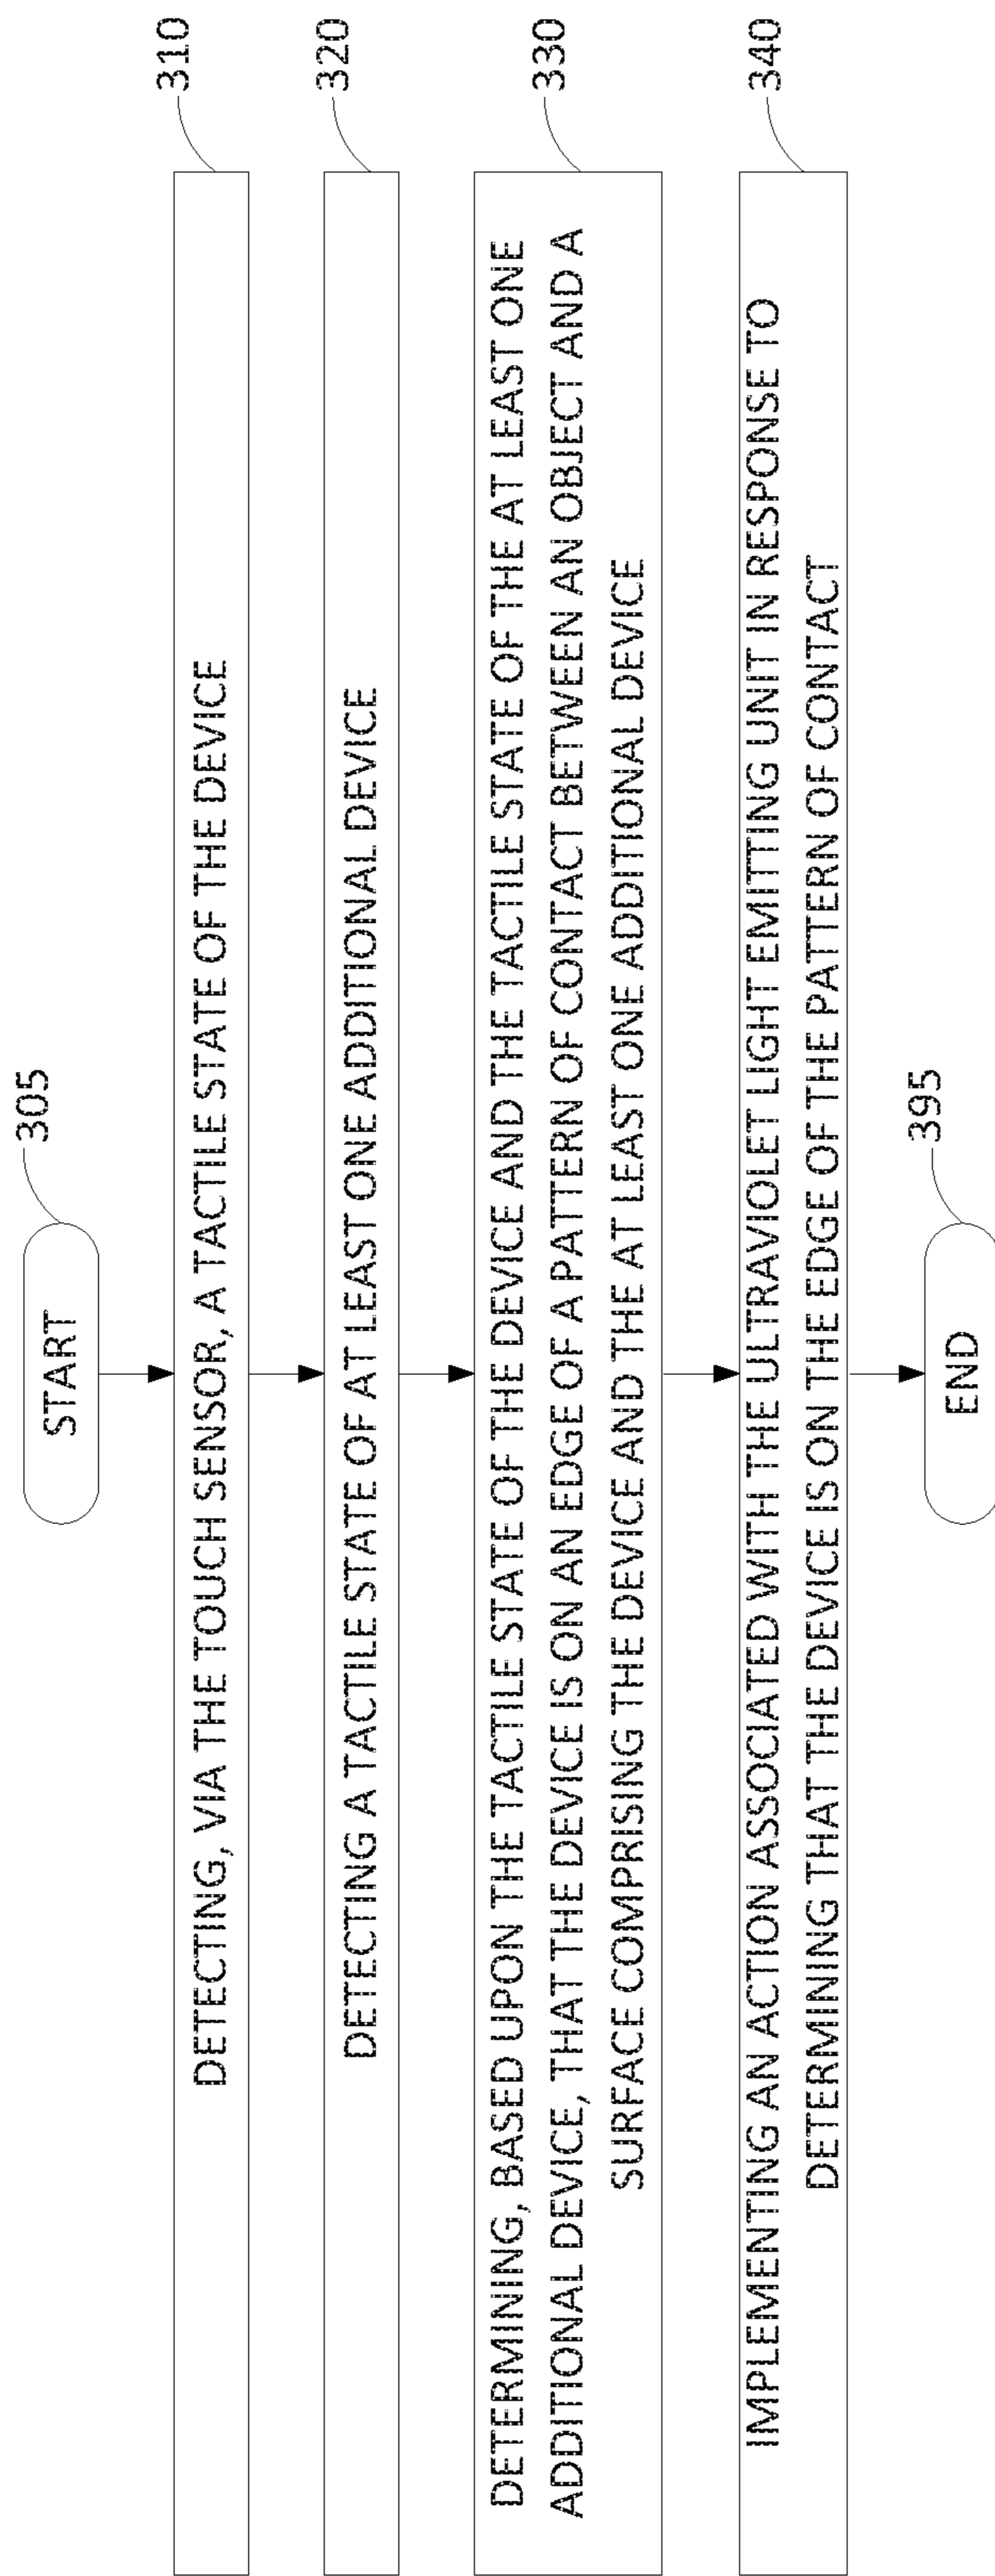 305
START
310
DETECTING, VIA THE TOUCH SENSOR, A TACTILE STATE OF THE DEVICE
320
DETECTING A TACTILE STATE OF AT LEAST ONE ADDITIONAL DEVICE
330
DETERMINING, BASED UPON THE TACTILE STATE OF THE DEVICE AND THE TACTILE STATE OF THE AT LEAST ONE
ADDITIONAL DEVICE, THAT THE DEVICE IS ON AN EDGE OF A PATTERN OF CONTACT BETWEEN AN OBJECT AND A
SURFACE COMPRISING THE DEVICE AND THE AT LEAST ONE ADDITIONAL DEVICE
340
IMPLEMENTING AN ACTION ASSOCIATED WITH THE ULTRAVIOLET LIGHT EMITTING UNIT IN RESPONSE TO
DETERMINING THAT THE DEVICE IS ON THE EDGE OF THE PATTERN OF CONTACT
395
END